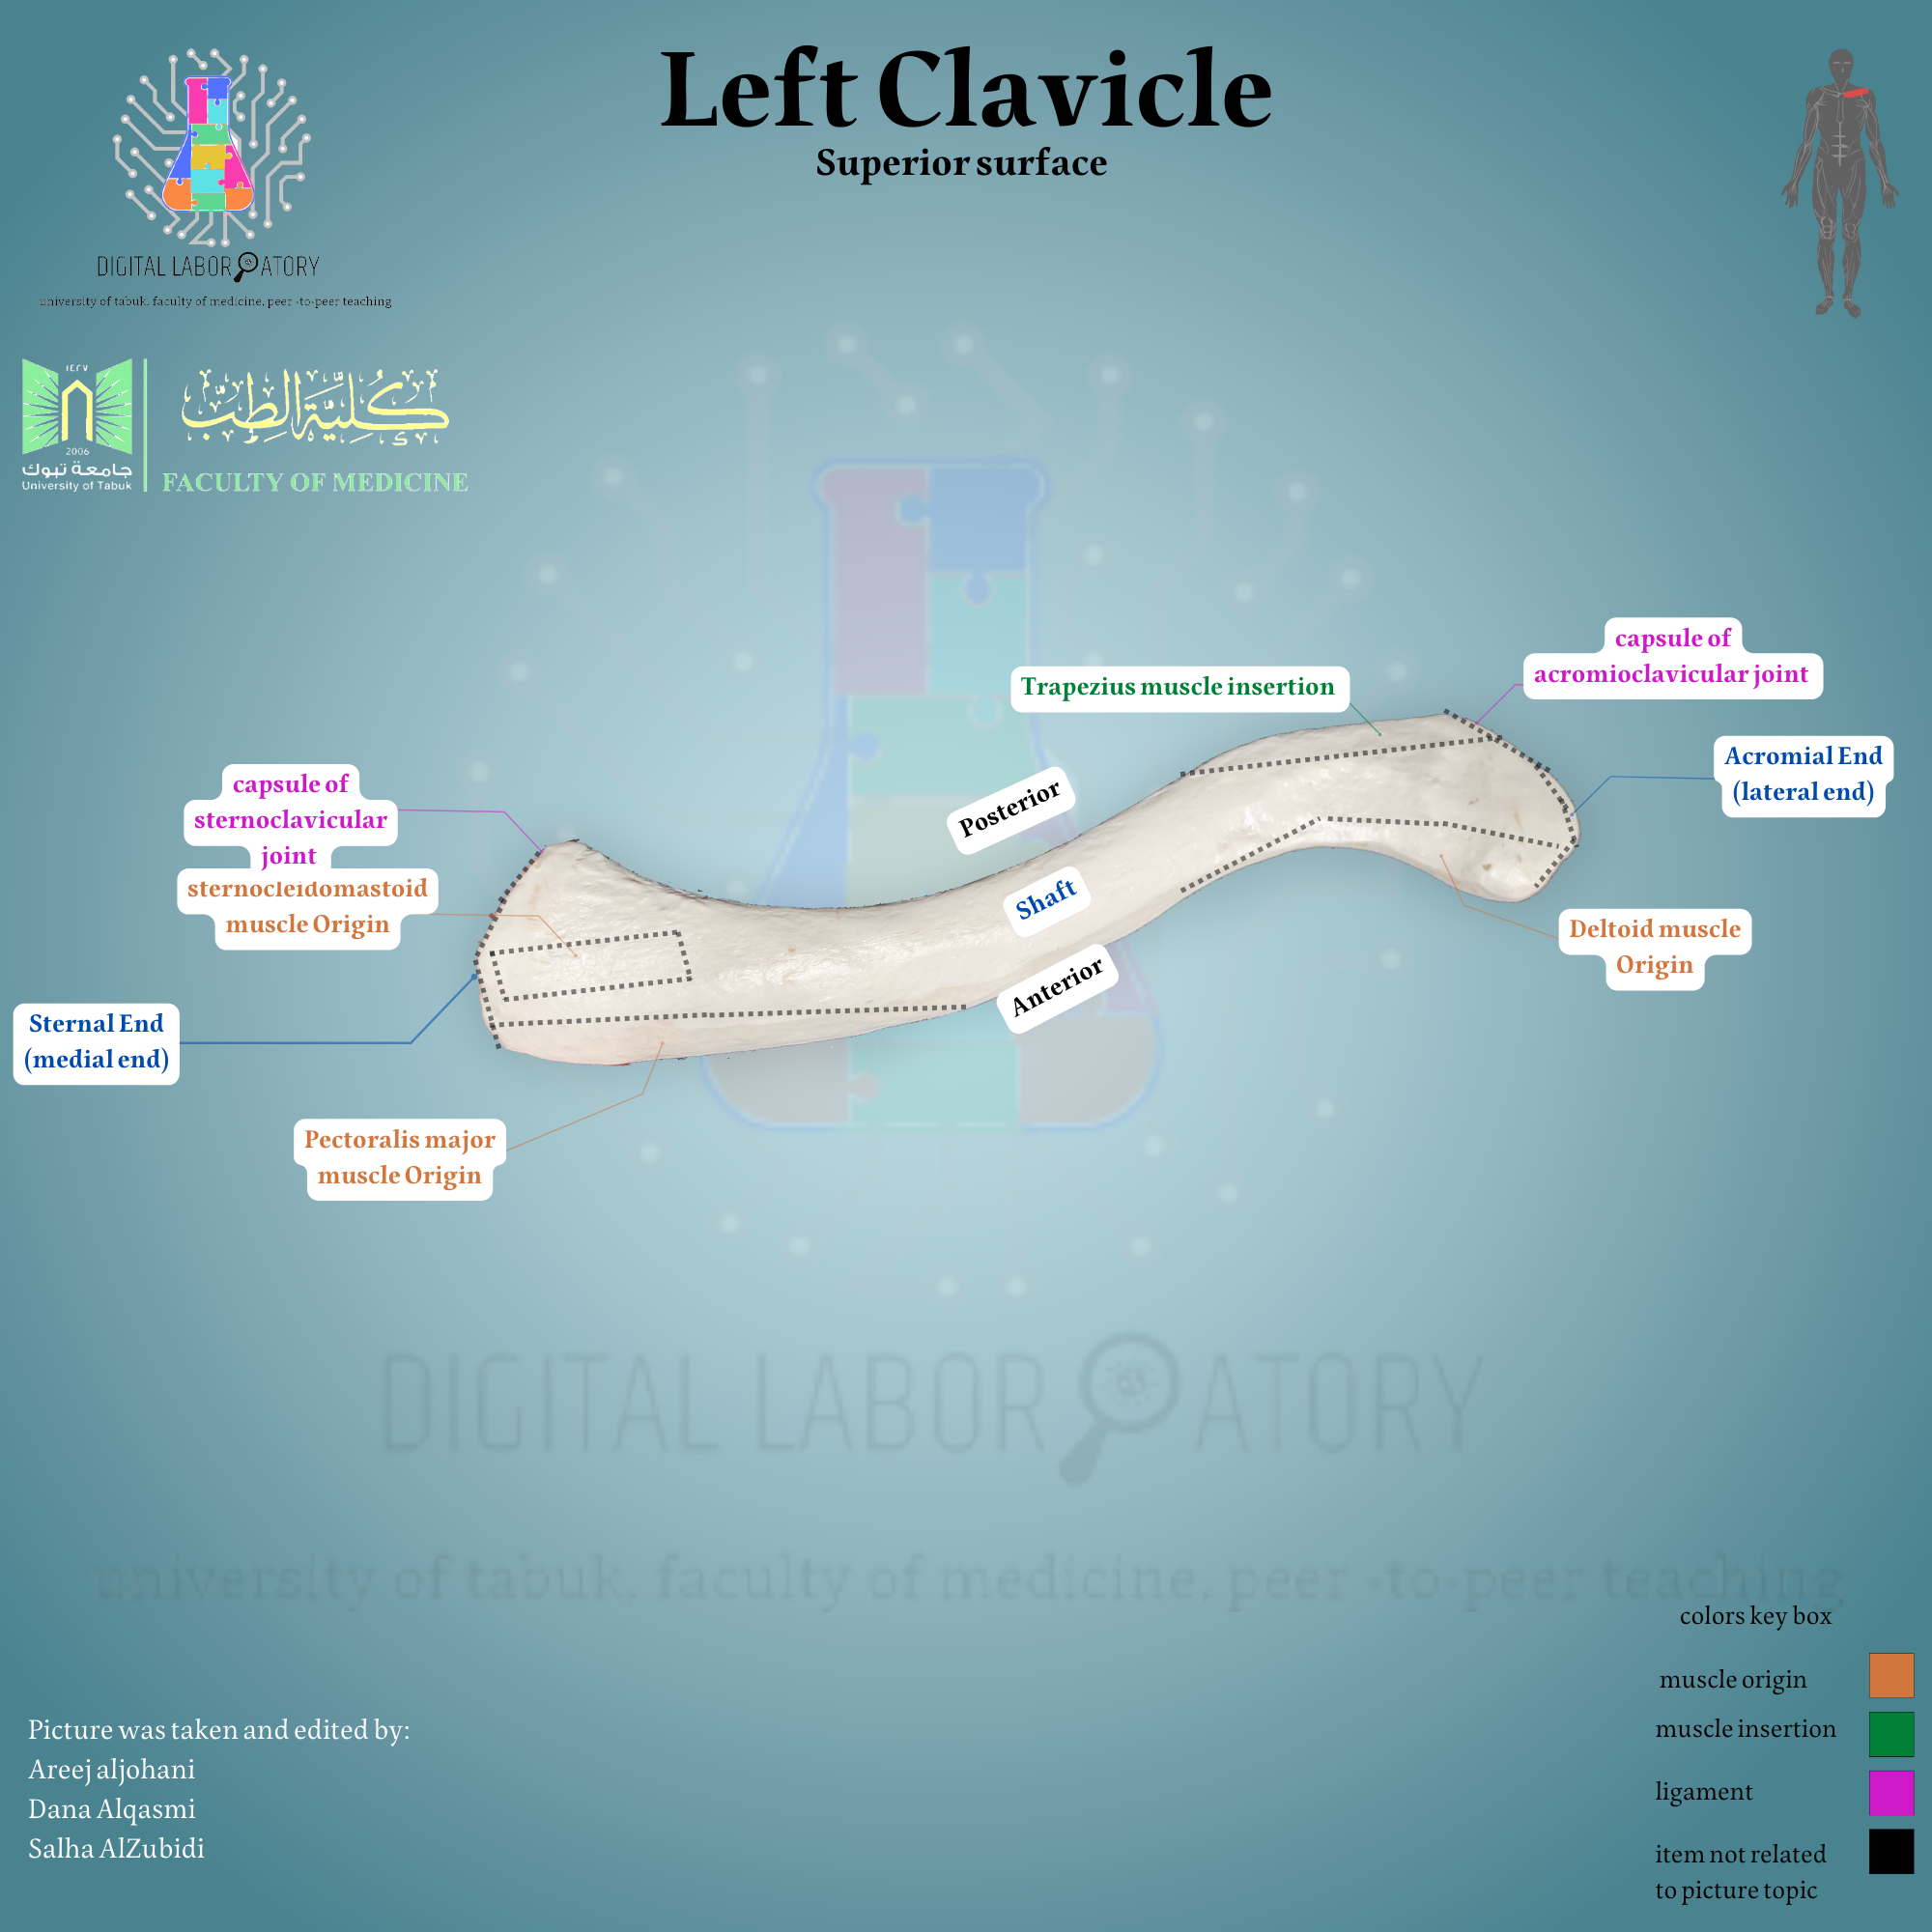 Left Clavicle
Superior surface
DIGITAL LABORATORY
university of tabuk, faculty of medicine, peer -to-peer teaching
١٤٢٧
2006
جامعة تبوك
University of Tabuk
كلية الطب
FACULTY OF MEDICINE
capsule of
acromioclavicular joint
Trapezius muscle insertion
Acromial End
(lateral end)
capsule of
sternoclavicular
joint
sternocleidomastoid
muscle Origin
Posterior
Shaft
Anterior
Deltoid muscle
Origin
Sternal End
(medial end)
Pectoralis major
muscle Origin
DIGITAL LABORATORY
university of tabuk, faculty of medicine, peer -to-peer teaching
colors key box
muscle origin
muscle insertion
ligament
item not related
to picture topic
Picture was taken and edited by:
Areej aljohani
Dana Alqasmi
Salha AlZubidi